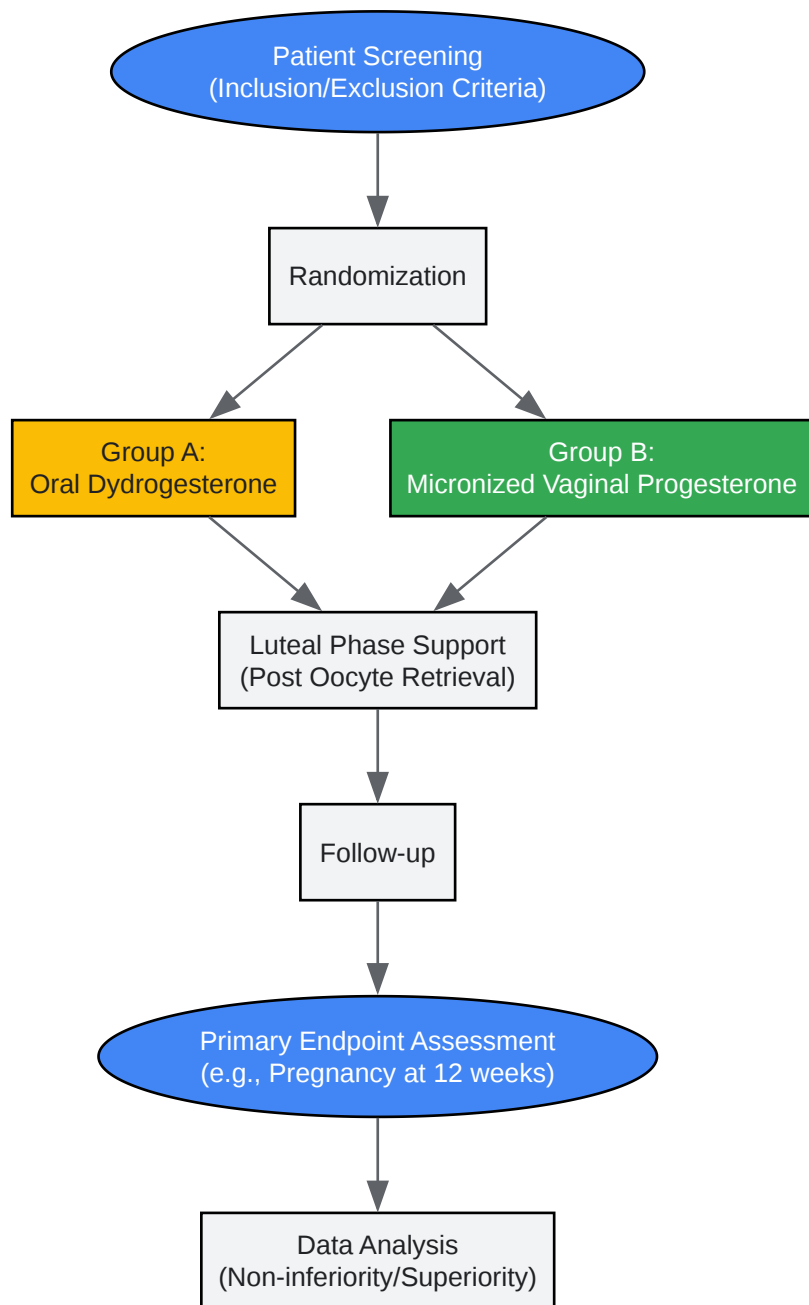 Patient Screening
(Inclusion/Exclusion Criteria)
Randomization
Group A:
Oral Dydrogesterone
Group B:
Micronized Vaginal Progesterone
Luteal Phase Support
(Post Oocyte Retrieval)
Follow-up
Primary Endpoint Assessment
(e.g., Pregnancy at 12 weeks)
Data Analysis
(Non-inferiority/Superiority)